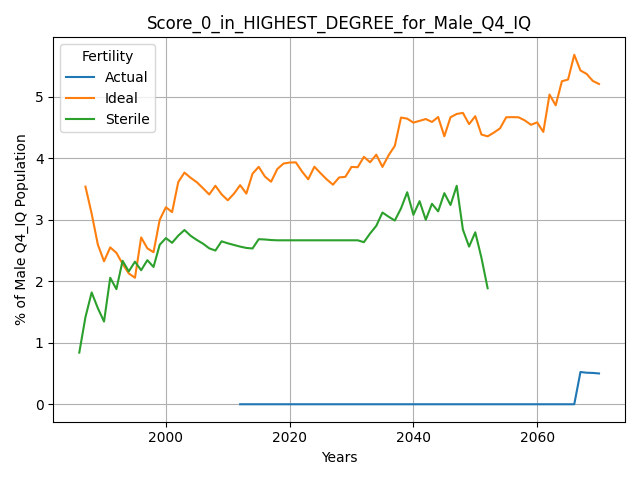 Score_0_in_HIGHEST_DEGREE_for_Male_Q4_IQ
Fertility
Actual
Ideal
Sterile
% of Male Q4_IQ Population
5
4
3
2
1
0
2000 2020 2040 2060
Years